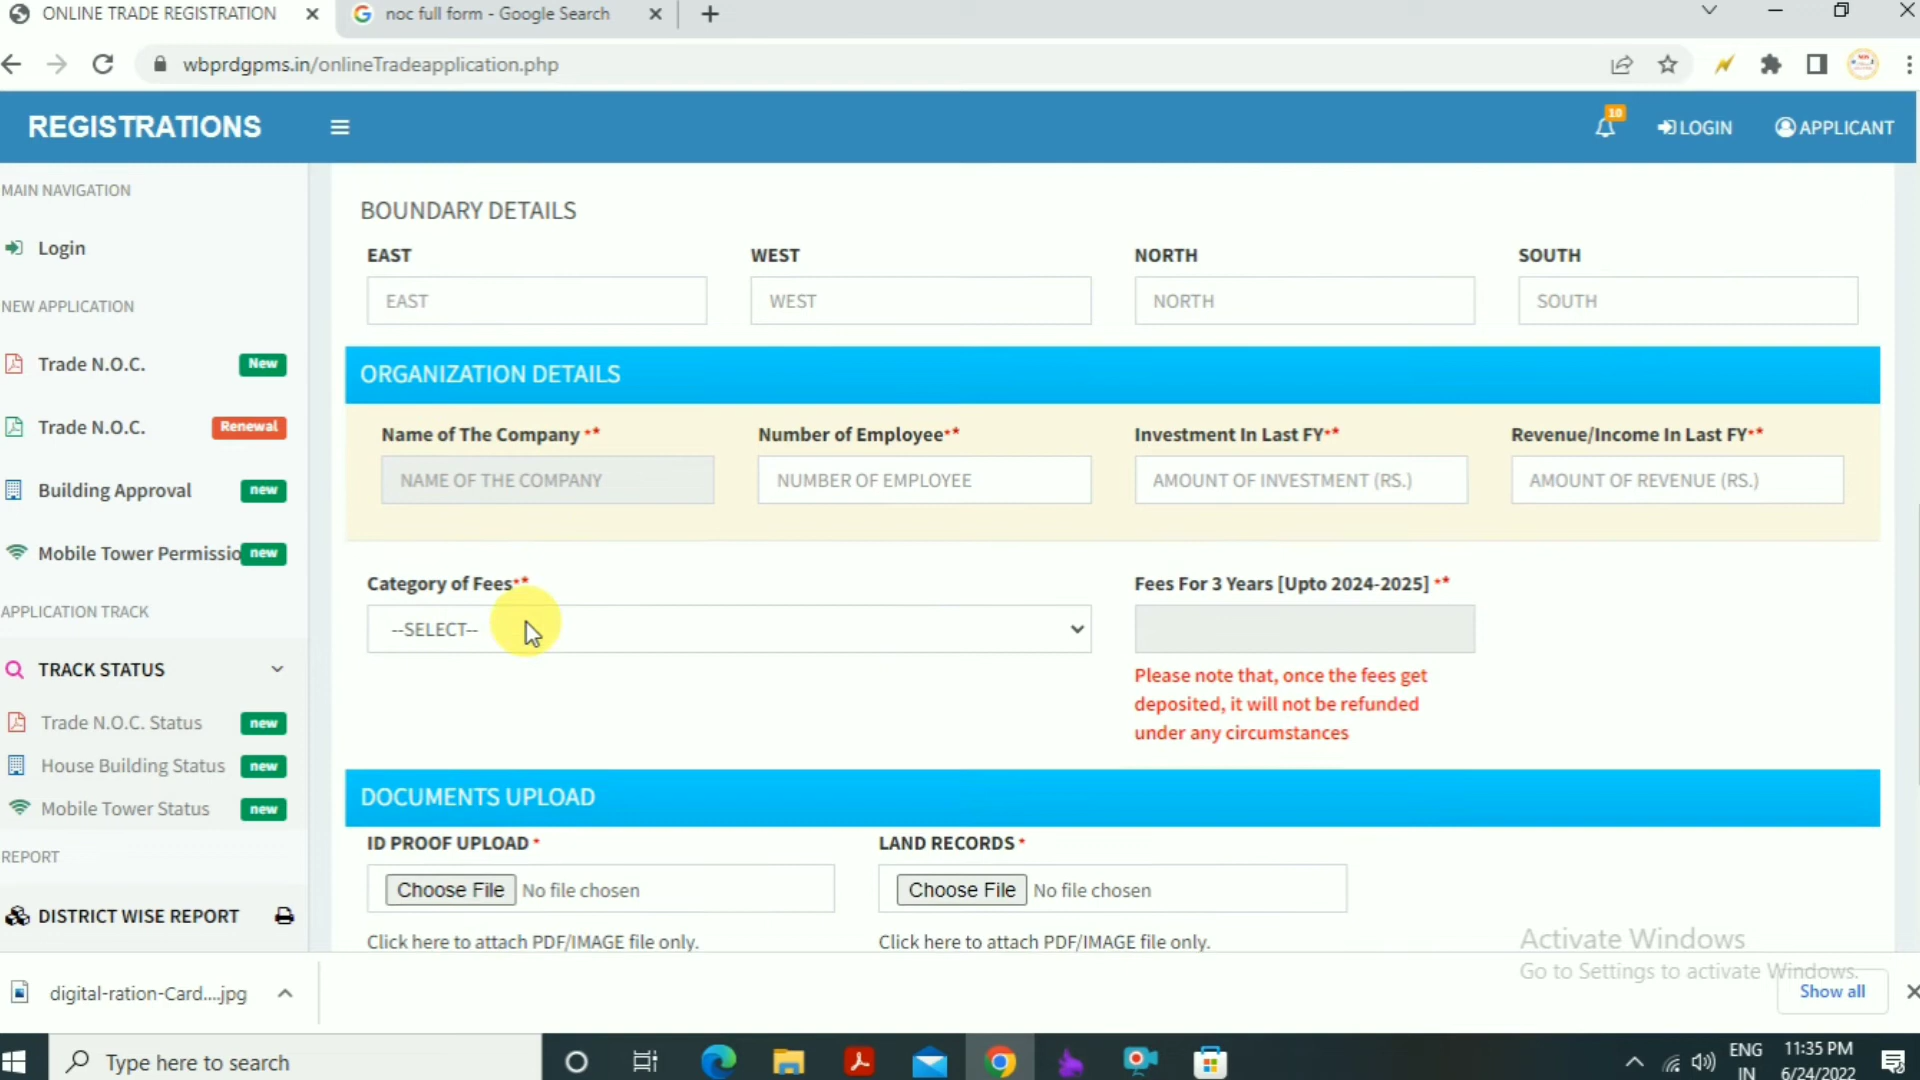 ONLINE TRADE REGISTRATION
noc full form - Google Search
wbprdgpms.in/onlineTradeapplication.php
REGISTRATIONS
10
LOGIN
APPLICANT
MAIN NAVIGATION
Login
NEW APPLICATION
Trade N.O.C.
New
Trade N.O.C.
Renewal
Building Approval
new
Mobile Tower Permissio
new
APPLICATION TRACK
TRACK STATUS
Trade N.O.C. Status
new
House Building Status
new
Mobile Tower Status
new
REPORT
DISTRICT WISE REPORT
BOUNDARY DETAILS
EAST WEST NORTH SOUTH
EAST WEST NORTH SOUTH
ORGANIZATION DETAILS
Name of The Company ** Number of Employee** Investment In Last FY** Revenue/Income In Last FY**
NAME OF THE COMPANY NUMBER OF EMPLOYEE AMOUNT OF INVESTMENT (RS.) AMOUNT OF REVENUE (RS.)
Category of Fees** Fees For 3 Years [Upto 2024-2025] **
--SELECT--
Please note that, once the fees get
deposited, it will not be refunded
under any circumstances
DOCUMENTS UPLOAD
ID PROOF UPLOAD * LAND RECORDS *
Choose File No file chosen Choose File No file chosen
Click here to attach PDF/IMAGE file only. Click here to attach PDF/IMAGE file only.
Activate Windows
Go to Settings to activate Windows.
digital-ration-Card....jpg
Show all
Type here to search
ENG
IN
11:35 PM
6/24/2022